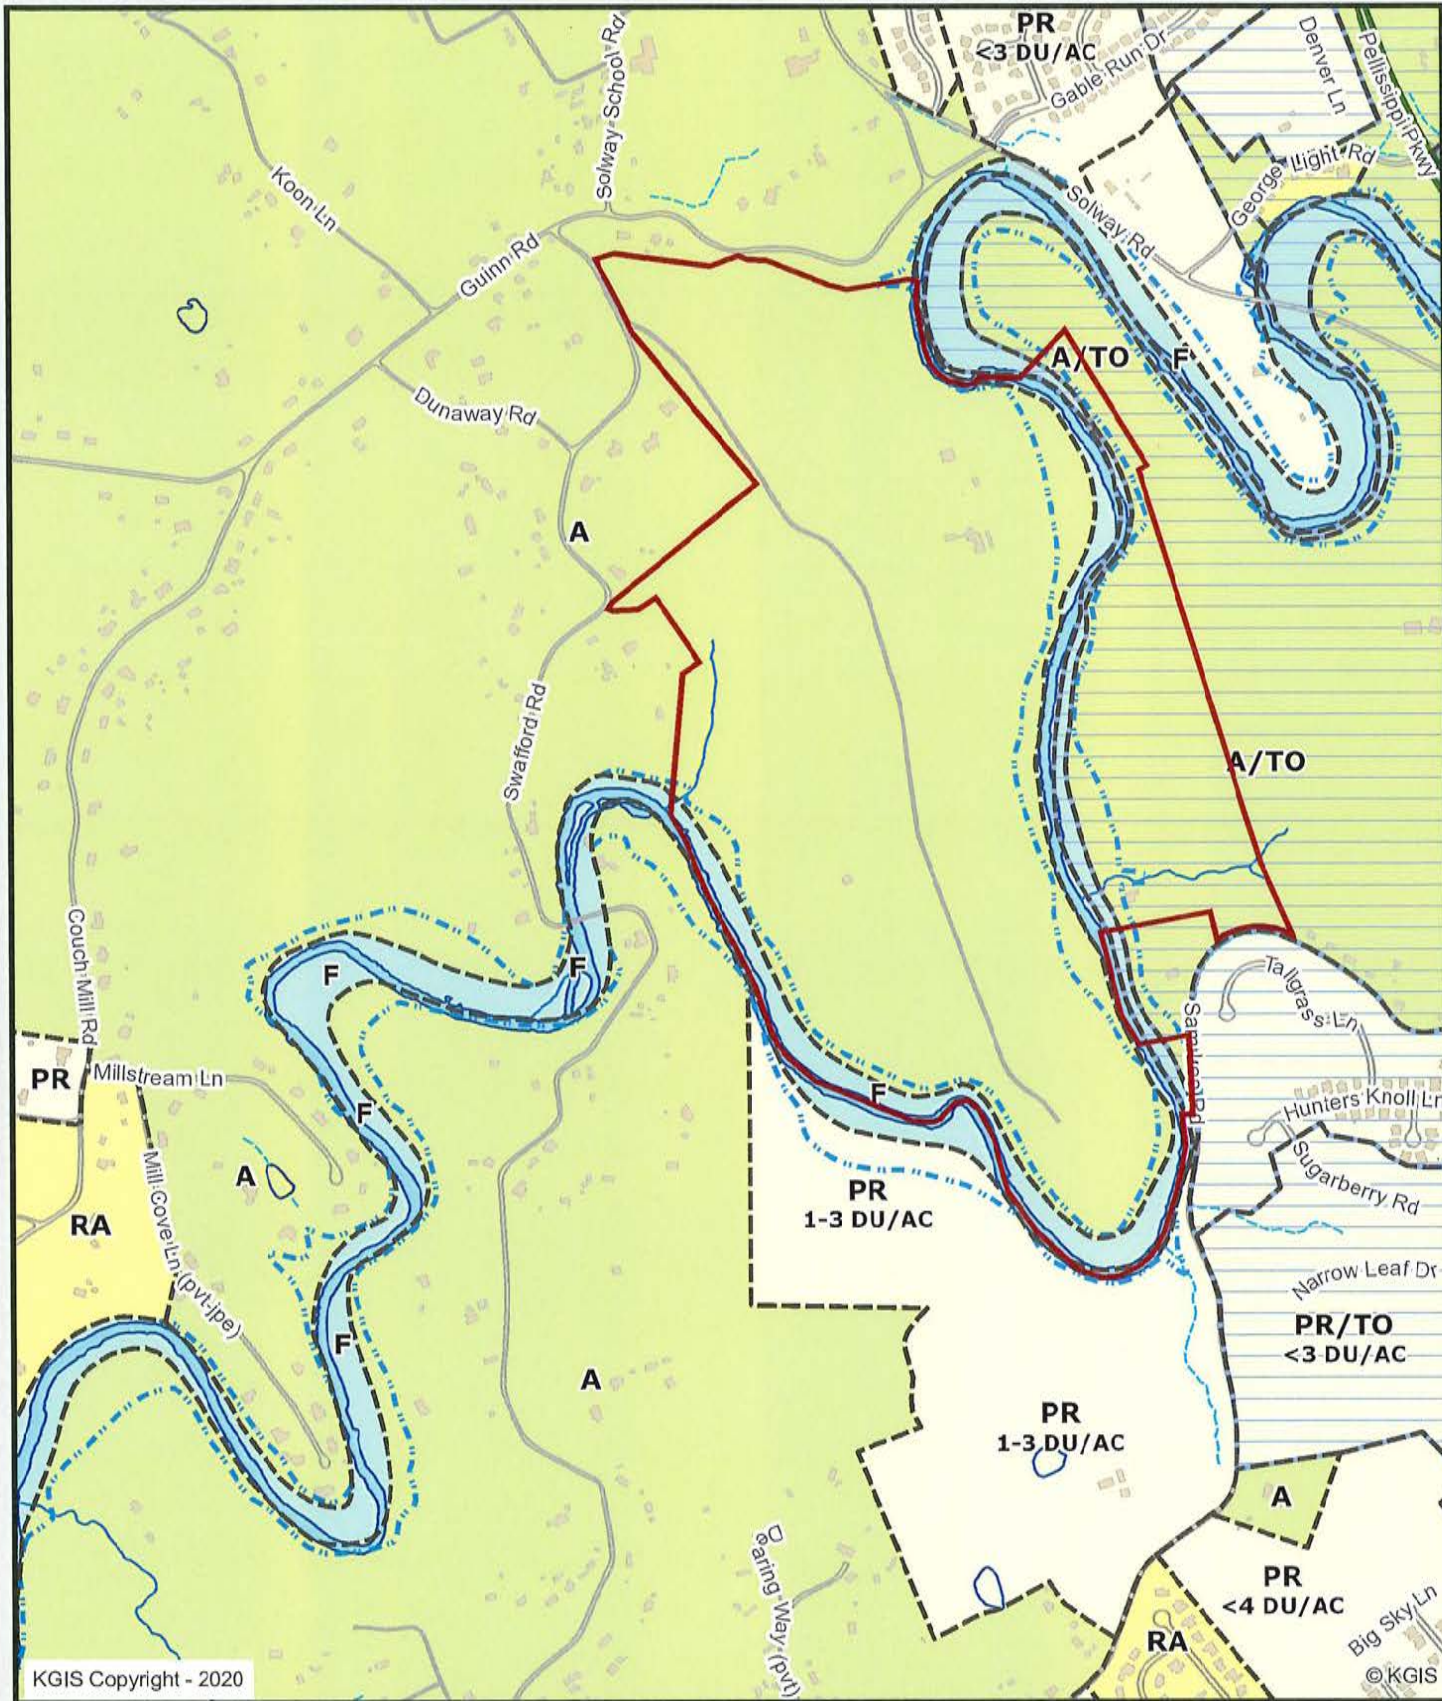 PR
<3 DU/AC
Gable Run Dr
Denver Ln
Pellissippi Pkwy
Solway School Rd
Koon Ln
Guinn Rd
Solway Rd
George Light Rd
A/TO
F
Dunaway Rd
A
Swafford Rd
A/TO
Couch Mill Rd
F
F
Tallgrass Ln
PR
Millstream Ln
F
F
Hunters Knoll Ln
Sugarberry Rd
A
Mill Cove Ln (pvt-jpe)
RA
PR
1-3 DU/AC
Narrow Leaf Dr
PR/TO
<3 DU/AC
F
A
PR
1-3 DU/AC
A
Dearing Way (pvt)
PR
<4 DU/AC
Big Sky Ln
RA
KGIS Copyright - 2020
© KGIS